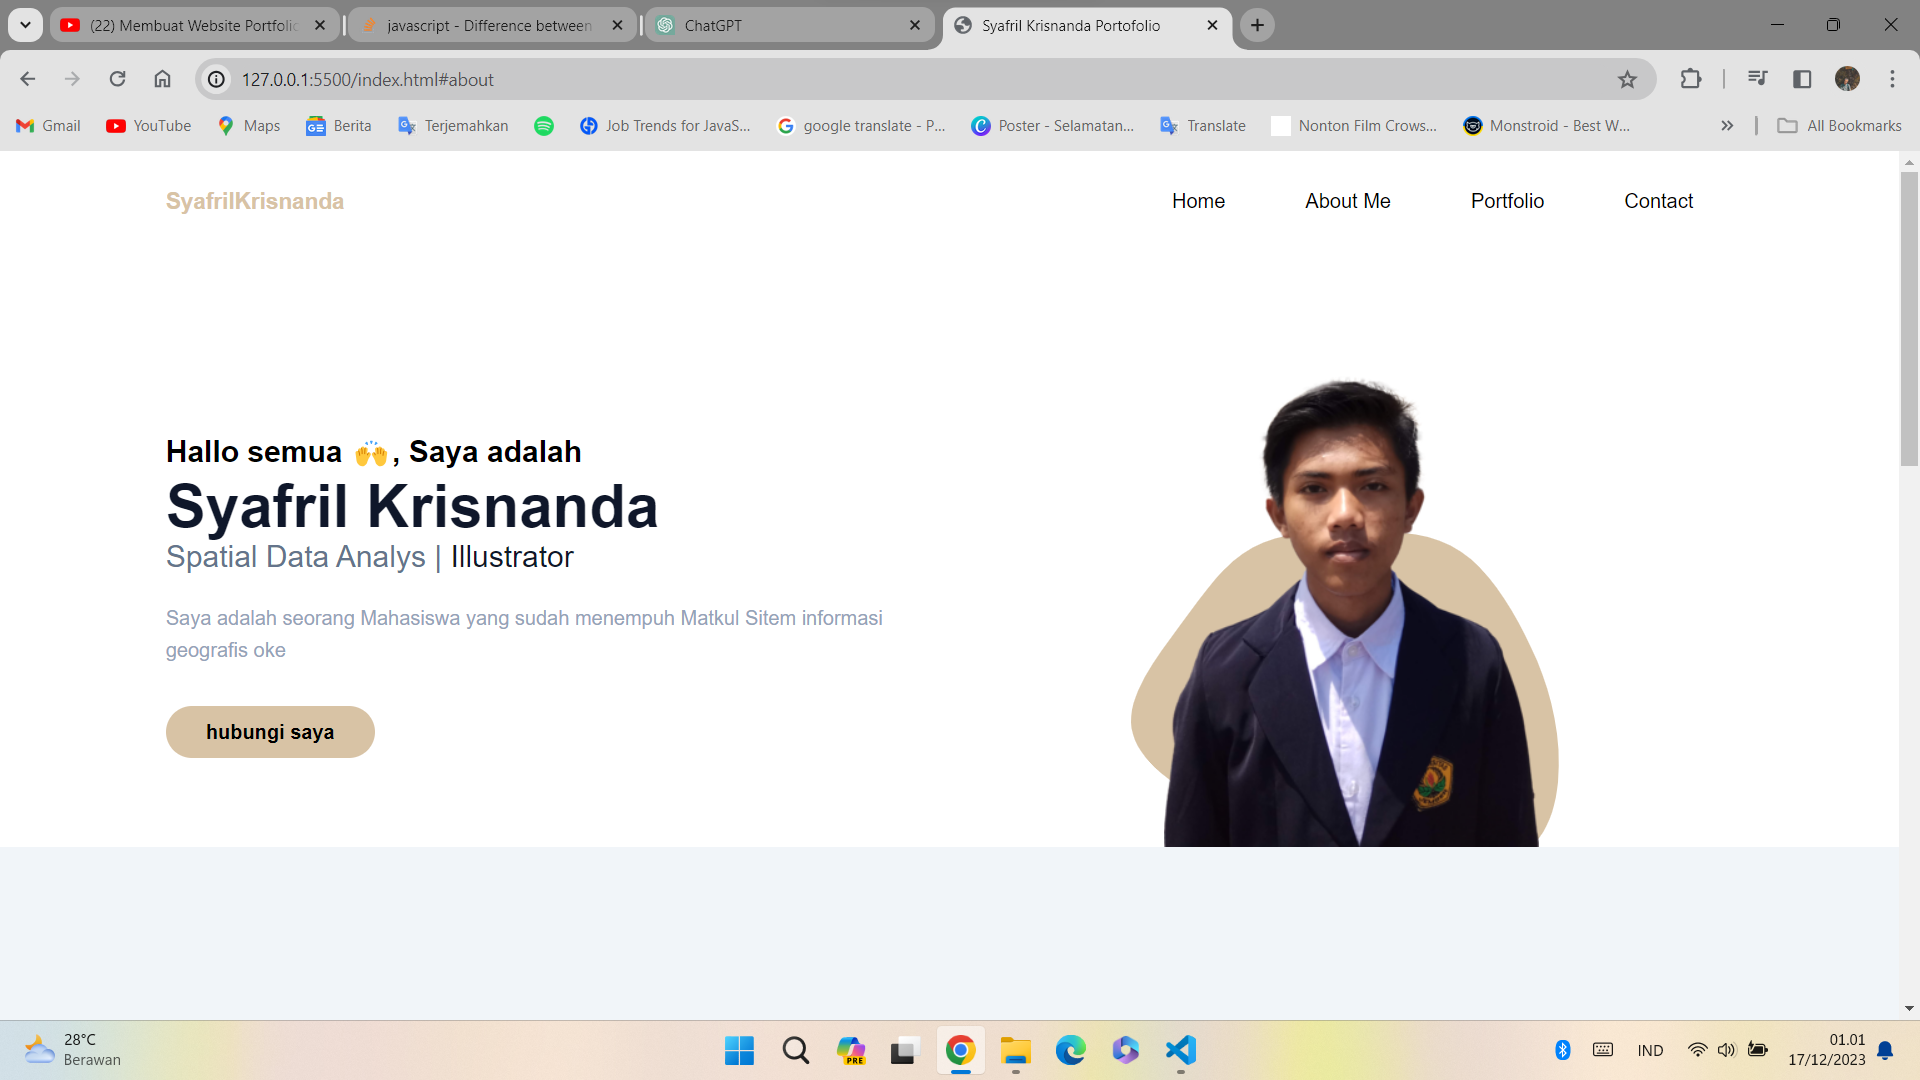 (22) Membuat Website Portfolio
javascript - Difference between
ChatGPT
Syafril Krisnanda Portofolio
127.0.0.1:5500/index.html#about
Gmail
YouTube
Maps
Berita
Terjemahkan
Job Trends for JavaS...
google translate - P...
Poster - Selamatan...
Translate
Nonton Film Crows...
Monstroid - Best W...
All Bookmarks
SyafrilKrisnanda
Home
About Me
Portfolio
Contact
Hallo semua 🙌, Saya adalah
Syafril Krisnanda
Spatial Data Analys | Illustrator
Saya adalah seorang Mahasiswa yang sudah menempuh Matkul Sitem informasi
geografis oke
hubungi saya
28°C
Berawan
PRE
IND
01.01
17/12/2023